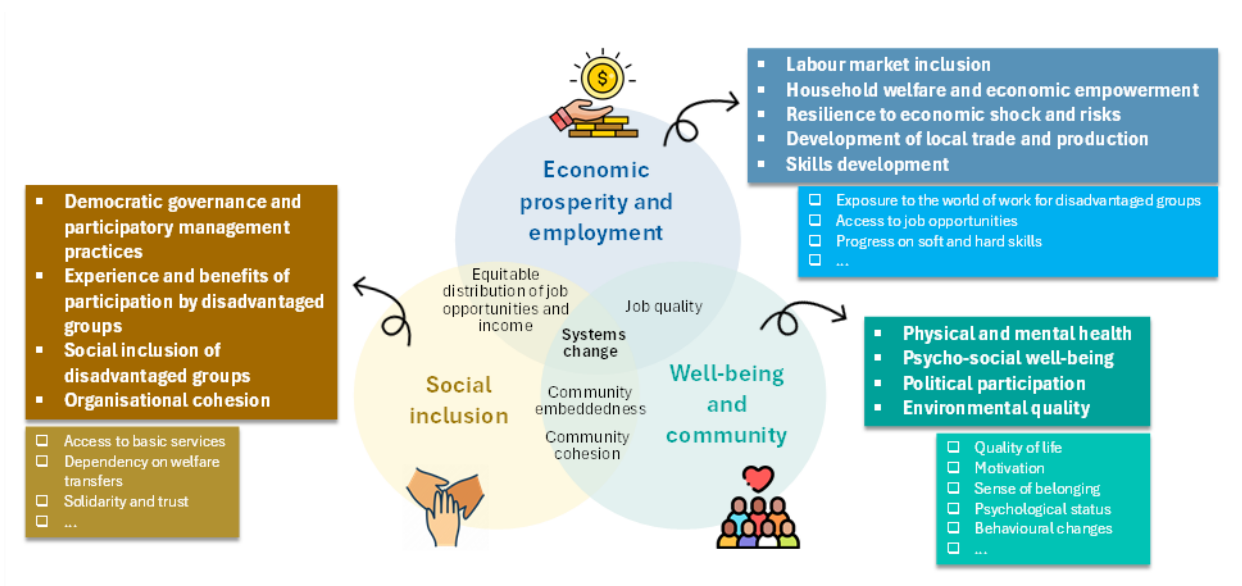 ▪ Labour market inclusion
▪ Household welfare and economic empowerment
▪ Resilience to economic shock and risks
▪ Development of local trade and production
▪ Skills development
❑ Exposure to the world of work for disadvantaged groups
❑ Access to job opportunities
❑ Progress on soft and hard skills
❑ ...
$
Economic
prosperity and
employment
▪ Democratic governance and
participatory management
practices
▪ Experience and benefits of
participation by disadvantaged
groups
▪ Social inclusion of
disadvantaged groups
▪ Organisational cohesion
❑ Access to basic services
❑ Dependency on welfare
transfers
❑ Solidarity and trust
❑ ...
Equitable
distribution of job
opportunities and
income
Job quality
Systems
change
Social
inclusion
Community
embeddedness
Community
cohesion
Well-being
and
community
▪ Physical and mental health
▪ Psycho-social well-being
▪ Political participation
▪ Environmental quality
❑ Quality of life
❑ Motivation
❑ Sense of belonging
❑ Psychological status
❑ Behavioural changes
❑ ...